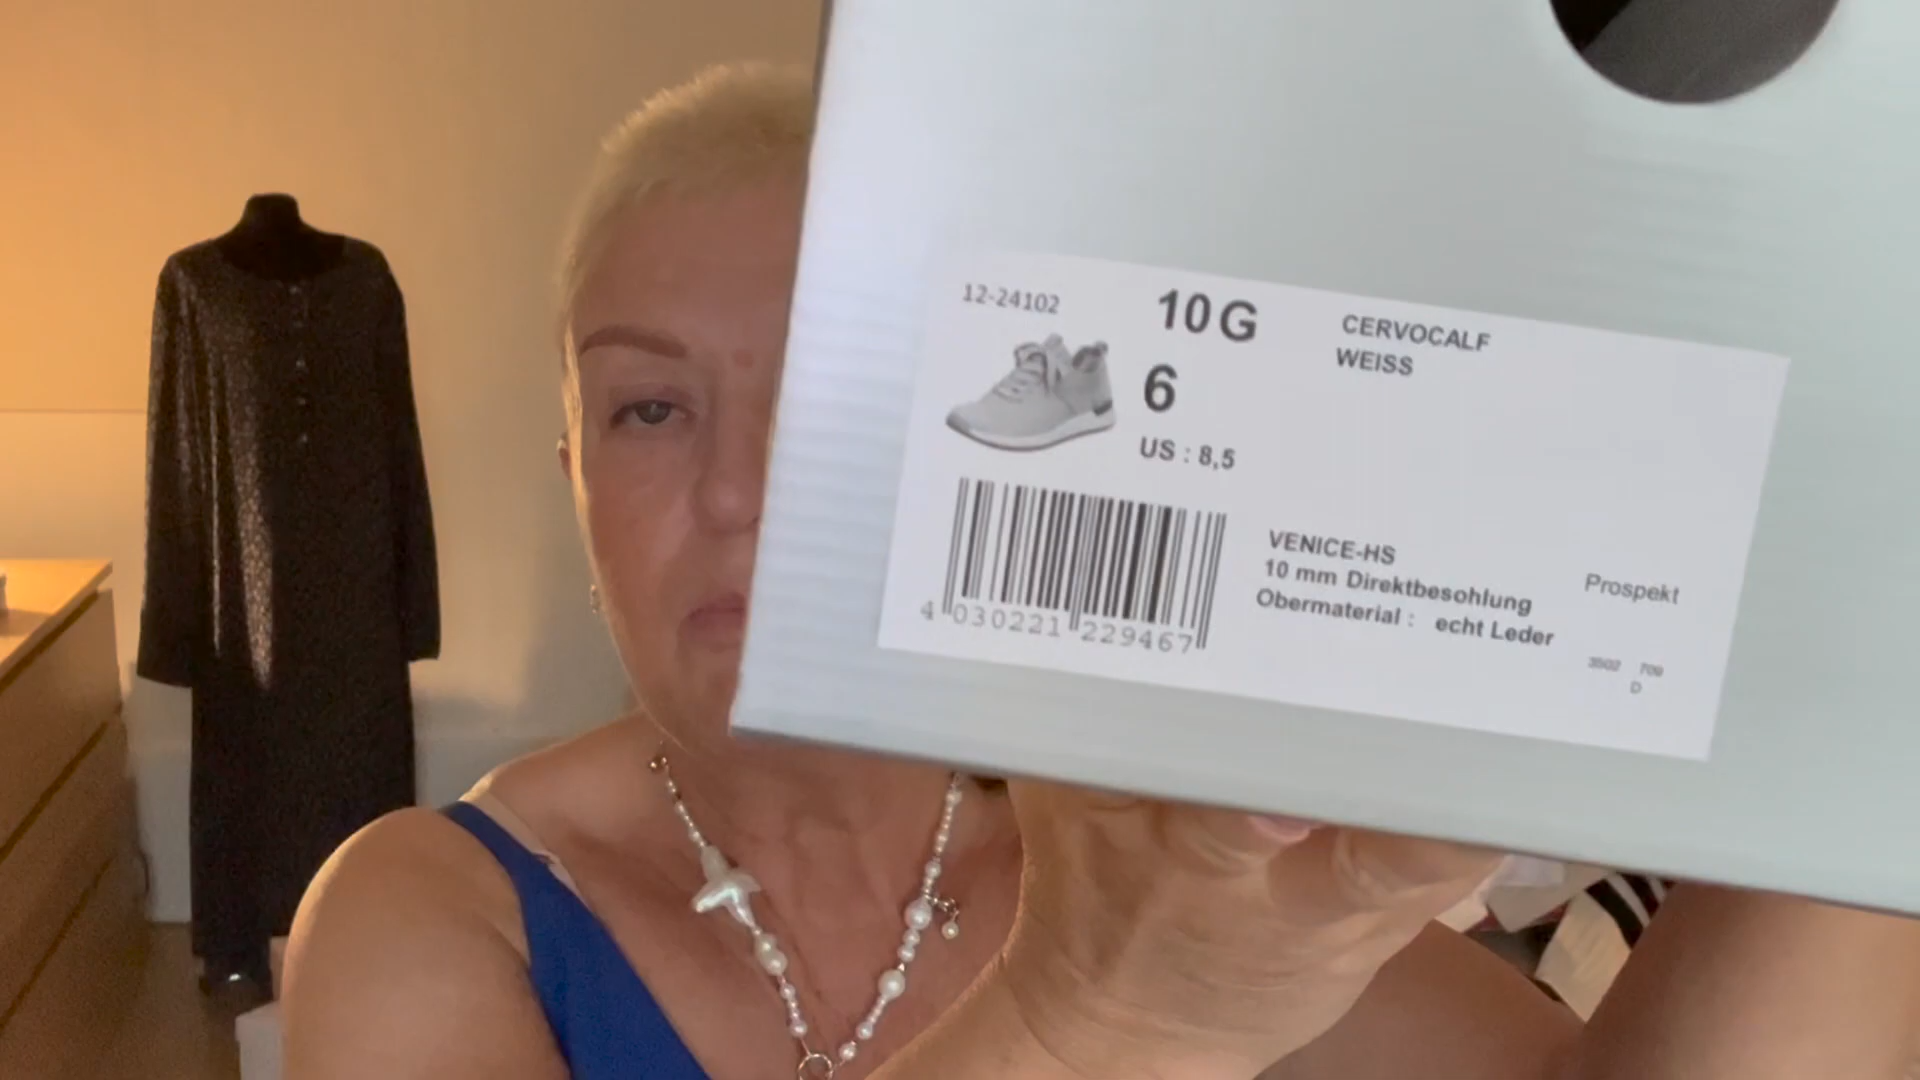 12-24102
10 G
6
US : 8,5
CERVOCALF
WEISS
4 030221 229467
VENICE-HS
10 mm Direktbesohlung
Obermaterial : echt Leder
Prospekt
3502 709
D